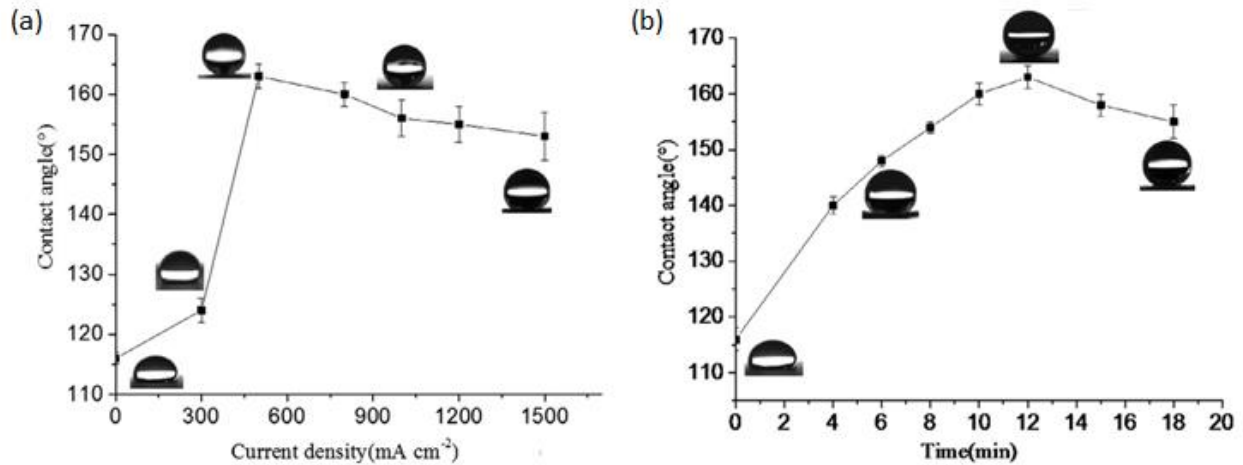 (a)
170
160
150
140
130
120
110
Contact angle(°)
0 300 600 900 1200 1500
Current density(mA cm-2)
(b)
170
160
150
140
130
120
110
Contact angle(°)
0 2 4 6 8 10 12 14 16 18 20
Time(min)